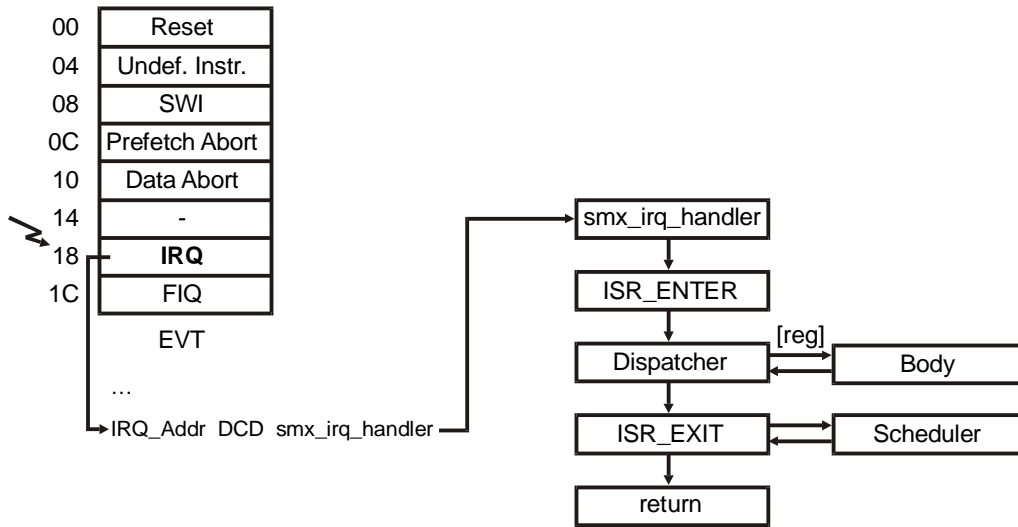 00 Reset
04 Undef. Instr.
08 SWI
0C Prefetch Abort
10 Data Abort
14 -
18 IRQ
1C FIQ
EVT
...
IRQ_Addr DCD smx_irq_handler
smx_irq_handler
ISR_ENTER
[reg]
Dispatcher Body
ISR_EXIT Scheduler
return